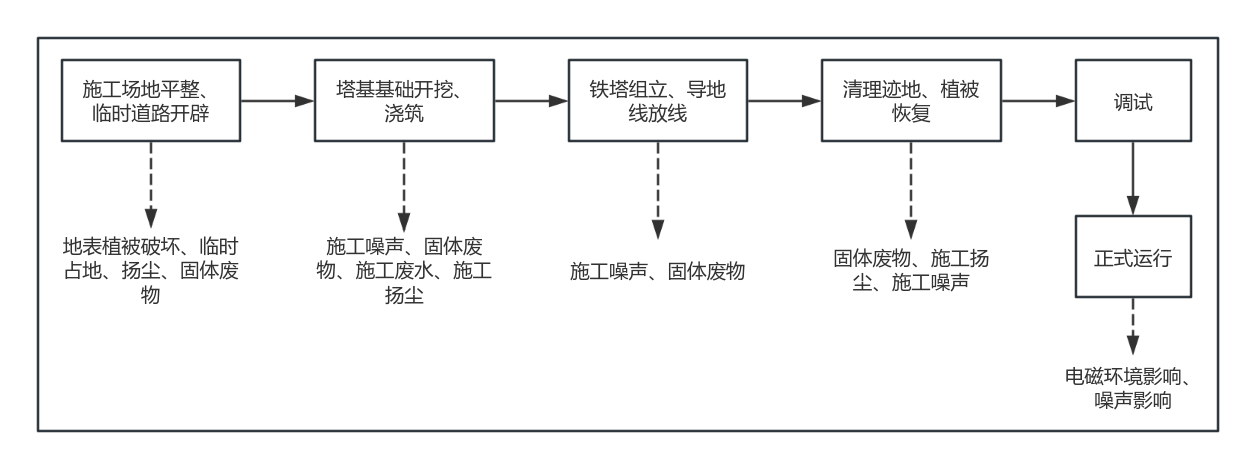 施工场地平整、
临时道路开辟
塔基基础开挖、
浇筑
铁塔组立、导地
线放线
清理迹地、植被
恢复
调试
地表植被破坏、临时
占地、扬尘、固体废
物
施工噪声、固体废
物、施工废水、施工
扬尘
施工噪声、固体废物
固体废物、施工扬
尘、施工噪声
正式运行
电磁环境影响、
噪声影响